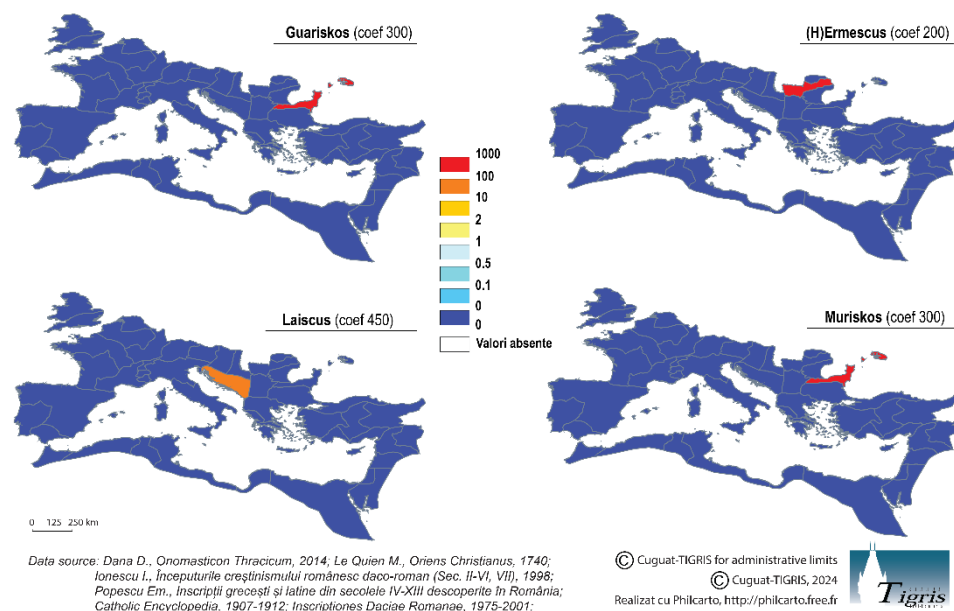 Guariskos (coef 300)
(H)Ermescus (coef 200)
1000
100
10
2
1
0.5
0.1
0
0
Valori absente
Laiscus (coef 450)
Muriskos (coef 300)
0 125 250 km
Data source: Dana D., Onomasticon Thracicum, 2014; Le Quien M., Oriens Christianus, 1740;
Ionescu I., Începuturile creștinismului românesc daco-roman (Sec. II-VI, VII), 1998;
Popescu Em., Inscripții grecești și latine din secolele IV-XIII descoperite în România;
Catholic Encyclopedia, 1907-1912; Inscriptiones Daciae Romanae, 1975-2001;
© Cuguat-TIGRIS for administrative limits
© Cuguat-TIGRIS, 2024
Realizat cu Philcarto, http://philcarto.free.fr
Tigris